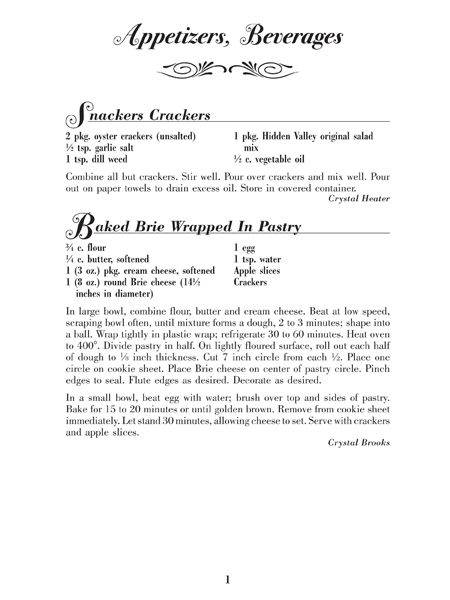 Appetizers, Beverages
Snackers Crackers
2 pkg. oyster crackers (unsalted)
½ tsp. garlic salt
1 tsp. dill weed
1 pkg. Hidden Valley original salad
mix
½ c. vegetable oil
Combine all but crackers. Stir well. Pour over crackers and mix well. Pour
out on paper towels to drain excess oil. Store in covered container.
Crystal Heater
Baked Brie Wrapped In Pastry
¾ c. flour
¼ c. butter, softened
1 (3 oz.) pkg. cream cheese, softened
1 (8 oz.) round Brie cheese (14½
inches in diameter)
1 egg
1 tsp. water
Apple slices
Crackers
In large bowl, combine flour, butter and cream cheese. Beat at low speed,
scraping bowl often, until mixture forms a dough, 2 to 3 minutes; shape into
a ball. Wrap tightly in plastic wrap; refrigerate 30 to 60 minutes. Heat oven
to 400°. Divide pastry in half. On lightly floured surface, roll out each half
of dough to ⅛ inch thickness. Cut 7 inch circle from each ½. Place one
circle on cookie sheet. Place Brie cheese on center of pastry circle. Pinch
edges to seal. Flute edges as desired. Decorate as desired.
In a small bowl, beat egg with water; brush over top and sides of pastry.
Bake for 15 to 20 minutes or until golden brown. Remove from cookie sheet
immediately. Let stand 30 minutes, allowing cheese to set. Serve with crackers
and apple slices.
Crystal Brooks
1